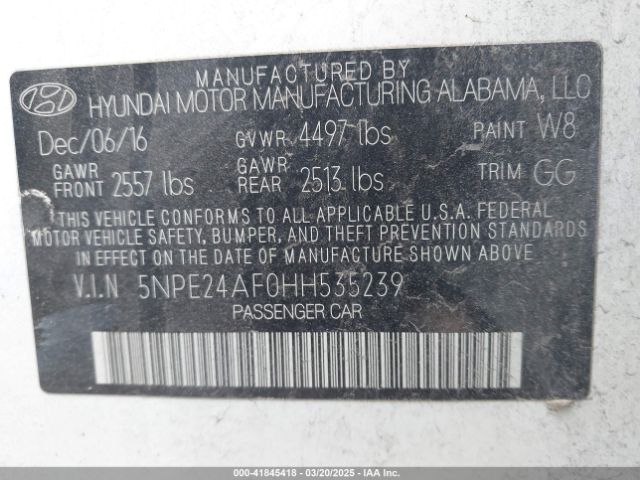 MANUFACTURED BY
HYUNDAI MOTOR MANUFACTURING ALABAMA, LLC
Dec/06/16 GVWR 4497 lbs PAINT W8
GAWR FRONT 2557 lbs GAWR REAR 2513 lbs TRIM GG
THIS VEHICLE CONFORMS TO ALL APPLICABLE U.S.A. FEDERAL
MOTOR VEHICLE SAFETY, BUMPER, AND THEFT PREVENTION STANDARDS
IN EFFECT ON THE DATE OF MANUFACTURE SHOWN ABOVE
V.I.N 5NPE24AF0HH535239
PASSENGER CAR
000-41845418 | 03/20/2025 | IAA Inc.